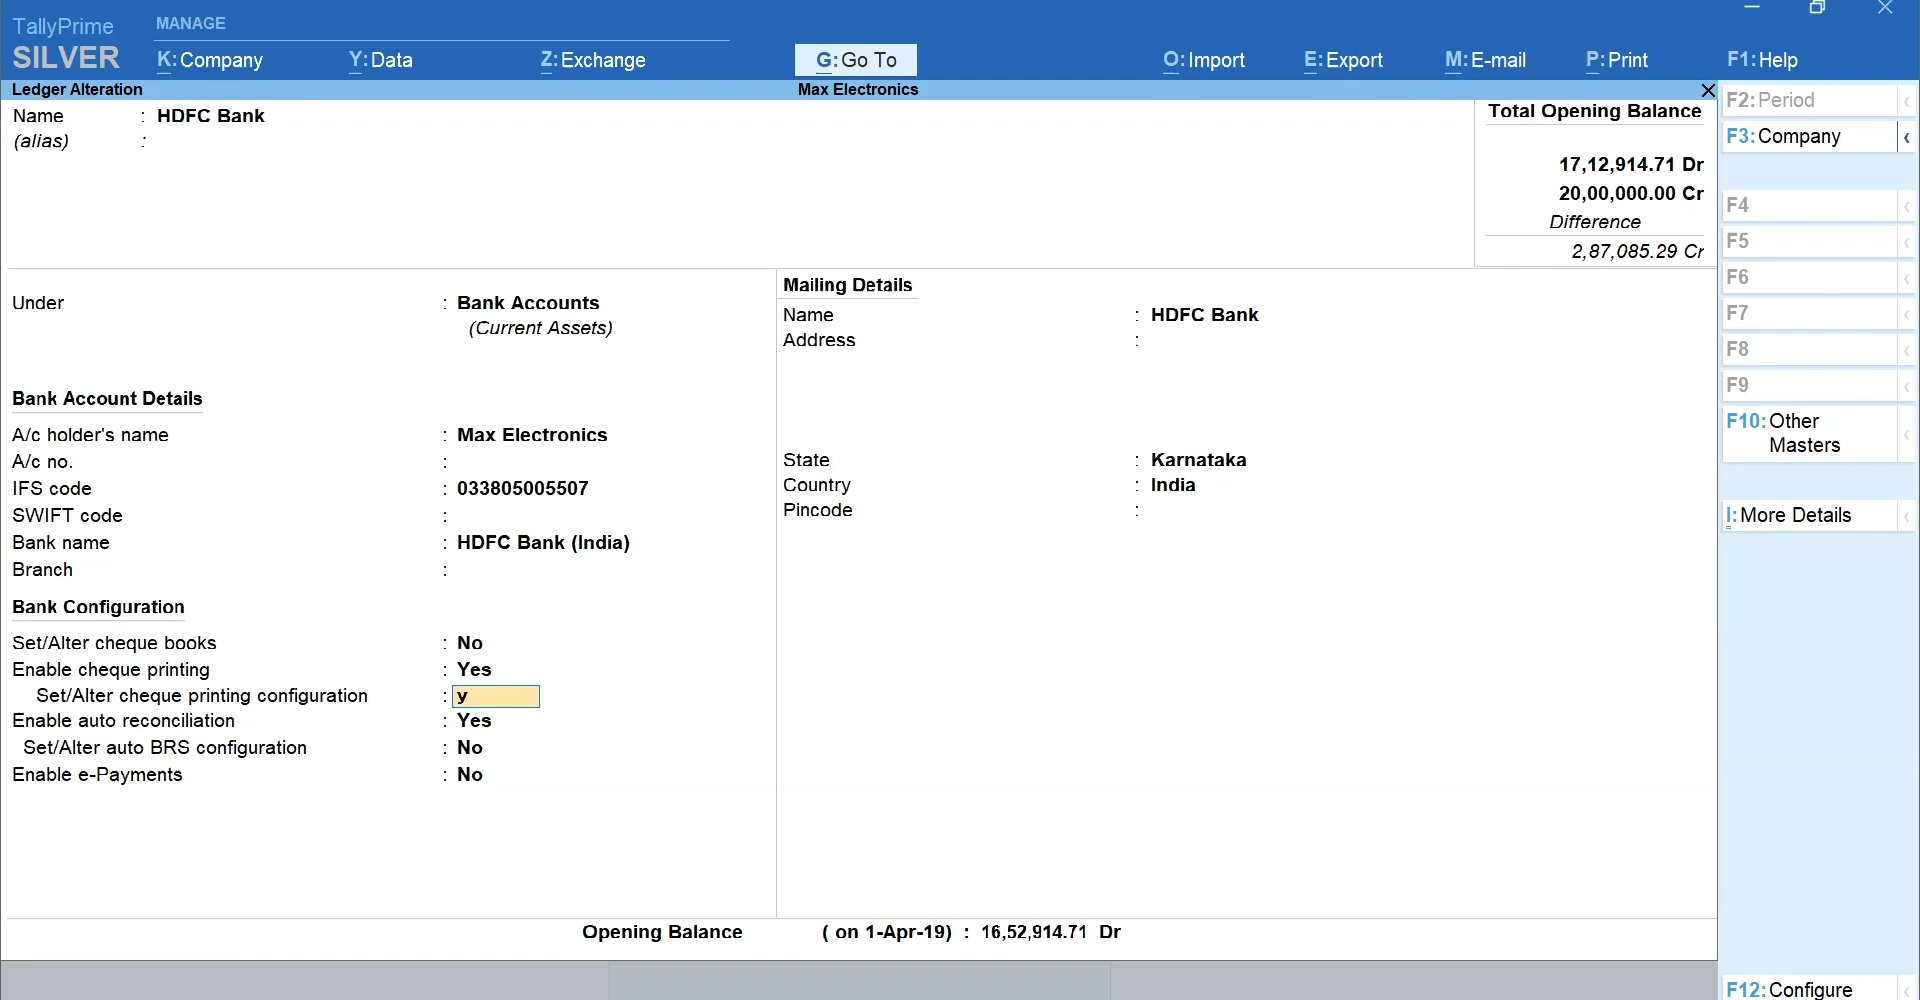 TallyPrime
SILVER
MANAGE
K: Company
Y: Data
Z: Exchange
G: Go To
O: Import
E: Export
M: E-mail
P: Print
F1: Help
Ledger Alteration
Max Electronics
Name : HDFC Bank
(alias) :
Total Opening Balance
17,12,914.71 Dr
20,00,000.00 Cr
Difference
2,87,085.29 Cr
Under : Bank Accounts
(Current Assets)
Bank Account Details
A/c holder's name : Max Electronics
A/c no. :
IFS code : 033805005507
SWIFT code :
Bank name : HDFC Bank (India)
Branch :
Bank Configuration
Set/Alter cheque books : No
Enable cheque printing : Yes
Set/Alter cheque printing configuration : y
Enable auto reconciliation : Yes
Set/Alter auto BRS configuration : No
Enable e-Payments : No
Mailing Details
Name : HDFC Bank
Address :
State : Karnataka
Country : India
Pincode :
Opening Balance ( on 1-Apr-19) : 16,52,914.71 Dr
F2: Period
F3: Company
F4
F5
F6
F7
F8
F9
F10: Other
Masters
I: More Details
F12: Configure